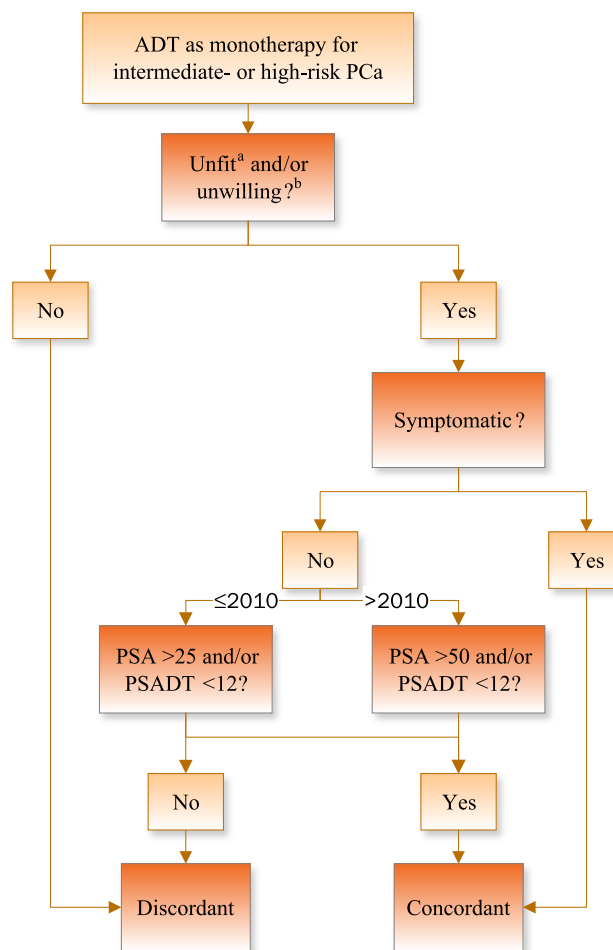 ADT as monotherapy for
intermediate- or high-risk PCa
Unfitᵃ and/or
unwilling?ᵇ
No
Yes
Symptomatic?
No
Yes
≤2010
>2010
PSA >25 and/or
PSADT <12?
PSA >50 and/or
PSADT <12?
No
Yes
Discordant
Concordant